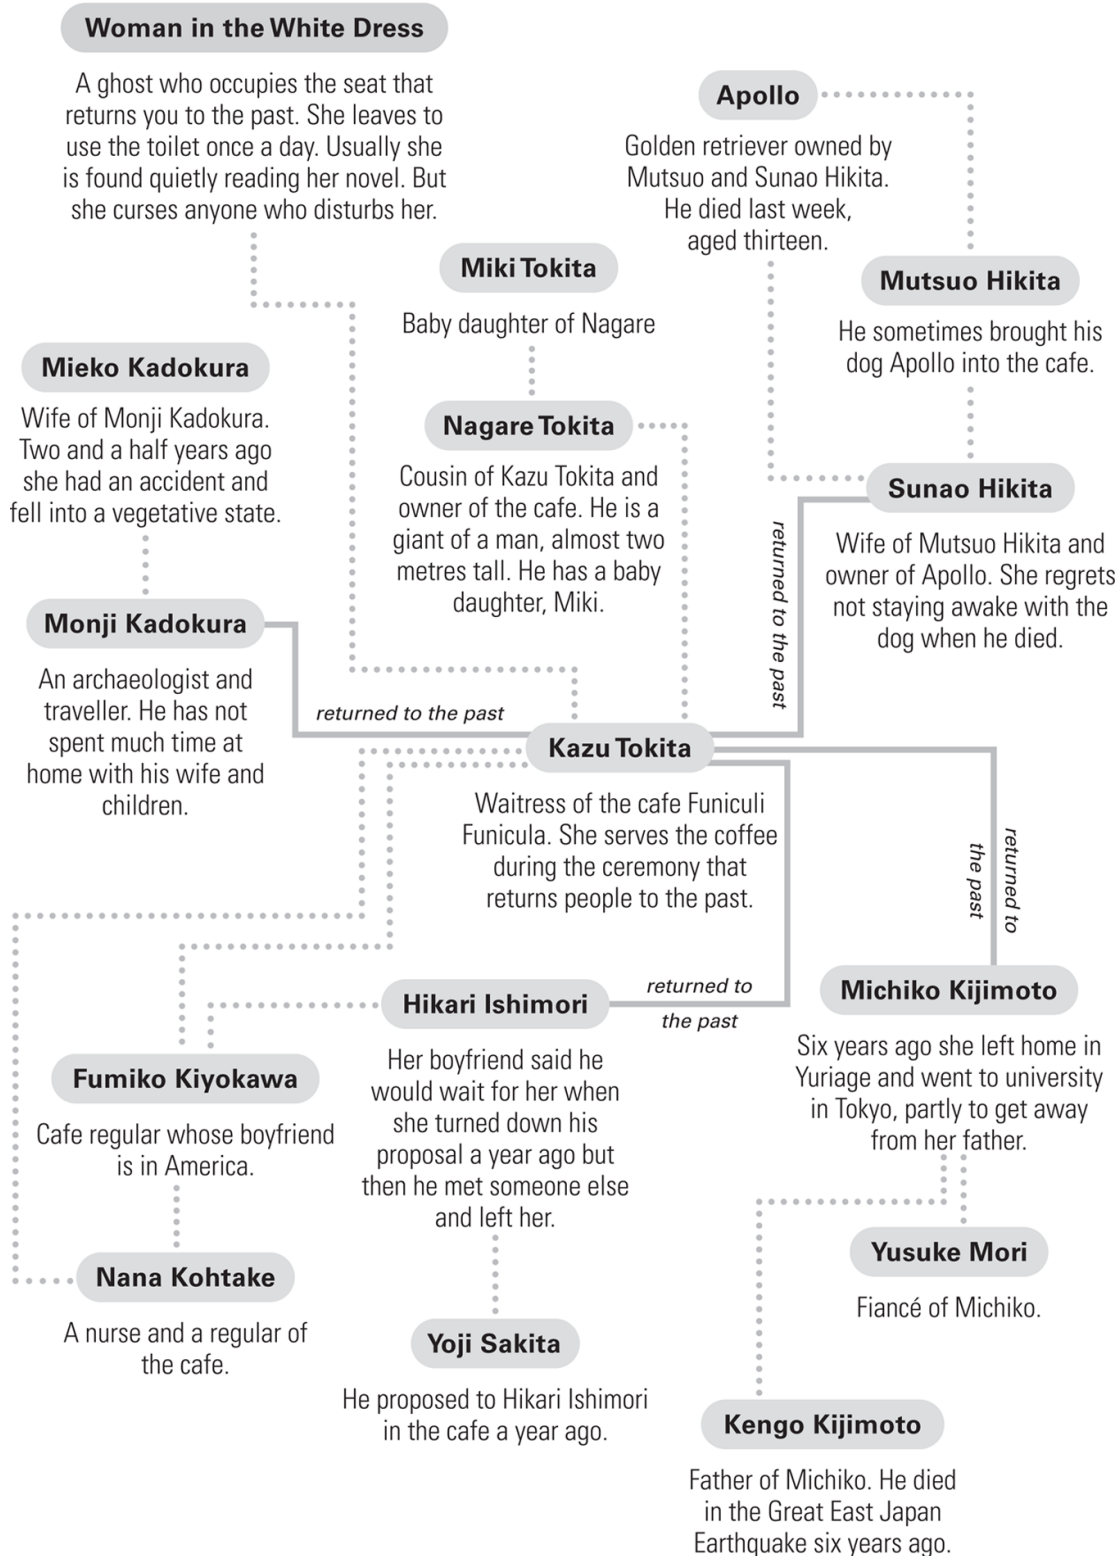 Woman in the White Dress
A ghost who occupies the seat that
returns you to the past. She leaves to
use the toilet once a day. Usually she
is found quietly reading her novel. But
she curses anyone who disturbs her.
Apollo
Golden retriever owned by
Mutsuo and Sunao Hikita.
He died last week,
aged thirteen.
Miki Tokita
Baby daughter of Nagare
Mutsuo Hikita
He sometimes brought his
dog Apollo into the cafe.
Mieko Kadokura
Wife of Monji Kadokura.
Two and a half years ago
she had an accident and
fell into a vegetative state.
Nagare Tokita
Cousin of Kazu Tokita and
owner of the cafe. He is a
giant of a man, almost two
metres tall. He has a baby
daughter, Miki.
Sunao Hikita
Wife of Mutsuo Hikita and
owner of Apollo. She regrets
not staying awake with the
dog when he died.
returned to the past
Monji Kadokura
An archaeologist and
traveller. He has not
spent much time at
home with his wife and
children.
returned to the past
Kazu Tokita
Waitress of the cafe Funiculi
Funicula. She serves the coffee
during the ceremony that
returns people to the past.
returned to
the past
Hikari Ishimori
Her boyfriend said he
would wait for her when
she turned down his
proposal a year ago but
then he met someone else
and left her.
returned to
the past
Michiko Kijimoto
Six years ago she left home in
Yuriage and went to university
in Tokyo, partly to get away
from her father.
Fumiko Kiyokawa
Cafe regular whose boyfriend
is in America.
Nana Kohtake
A nurse and a regular of
the cafe.
Yoji Sakita
He proposed to Hikari Ishimori
in the cafe a year ago.
Yusuke Mori
Fiancé of Michiko.
Kengo Kijimoto
Father of Michiko. He died
in the Great East Japan
Earthquake six years ago.